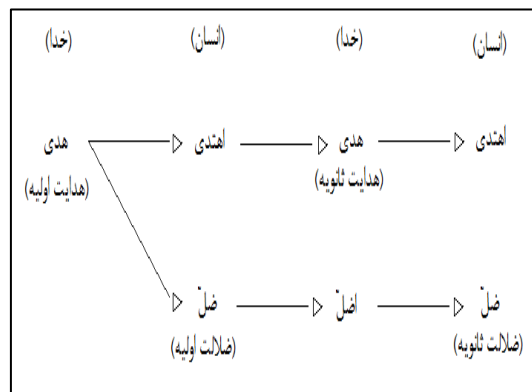 (خدا) (انسان) (خدا) (انسان)
هدی اهتدی هدی اهتدی
(هدایت اولیه) (هدایت ثانویه)
ضلّ اضلّ ضلّ
(ضلالت اولیه) (ضلالت ثانویه)